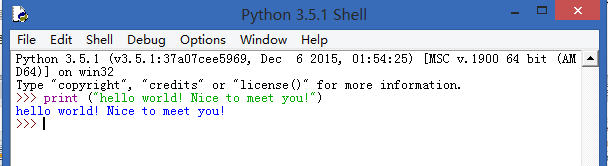 Python 3.5.1 Shell
File Edit Shell Debug Options Window Help
Python 3.5.1 (v3.5.1:37a07cee5969, Dec  6 2015, 01:54:25) [MSC v.1900 64 bit (AM
D64)] on win32
Type "copyright", "credits" or "license()" for more information.
>>> print ("hello world! Nice to meet you!")
hello world! Nice to meet you!
>>>